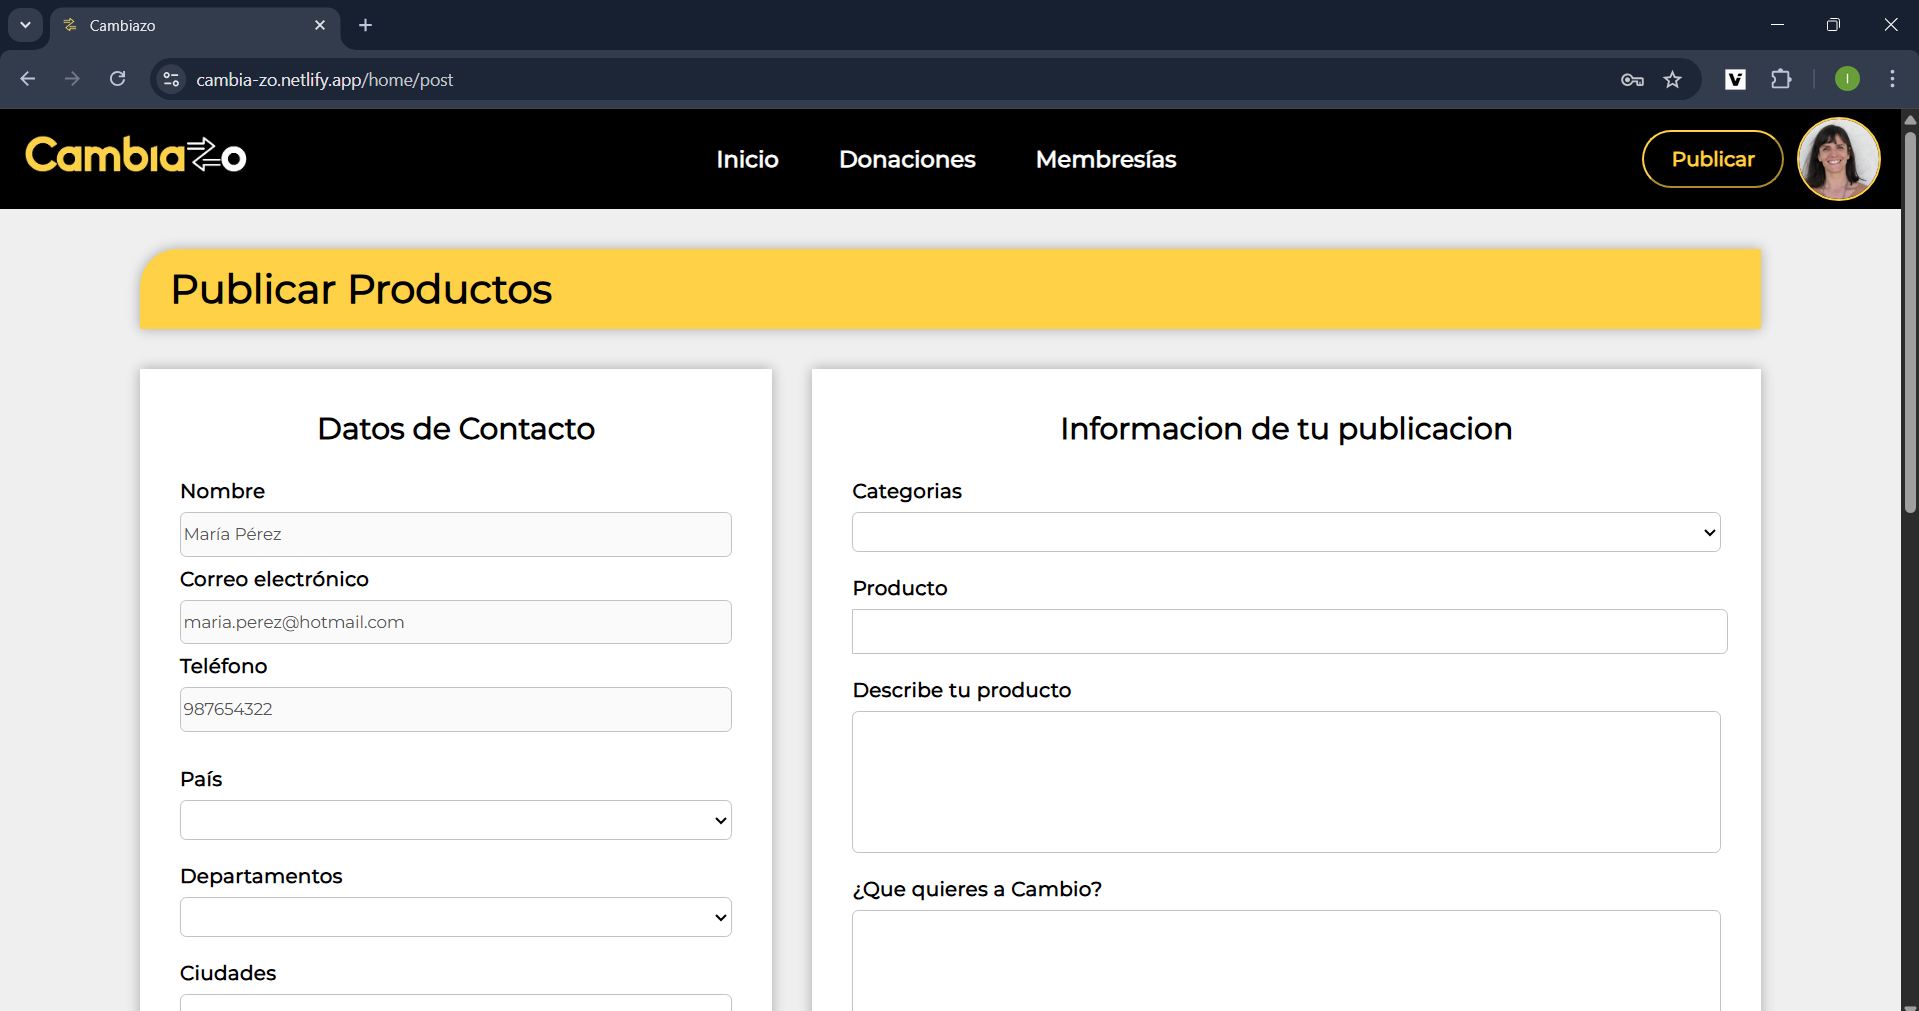 Cambiazo
cambia-zo.netlify.app/home/post
I
Cambiazo
Inicio
Donaciones
Membresías
Publicar
Publicar Productos
Datos de Contacto
Nombre
María Pérez
Correo electrónico
maria.perez@hotmail.com
Teléfono
987654322
País
Departamentos
Ciudades
Informacion de tu publicacion
Categorias
Producto
Describe tu producto
¿Que quieres a Cambio?